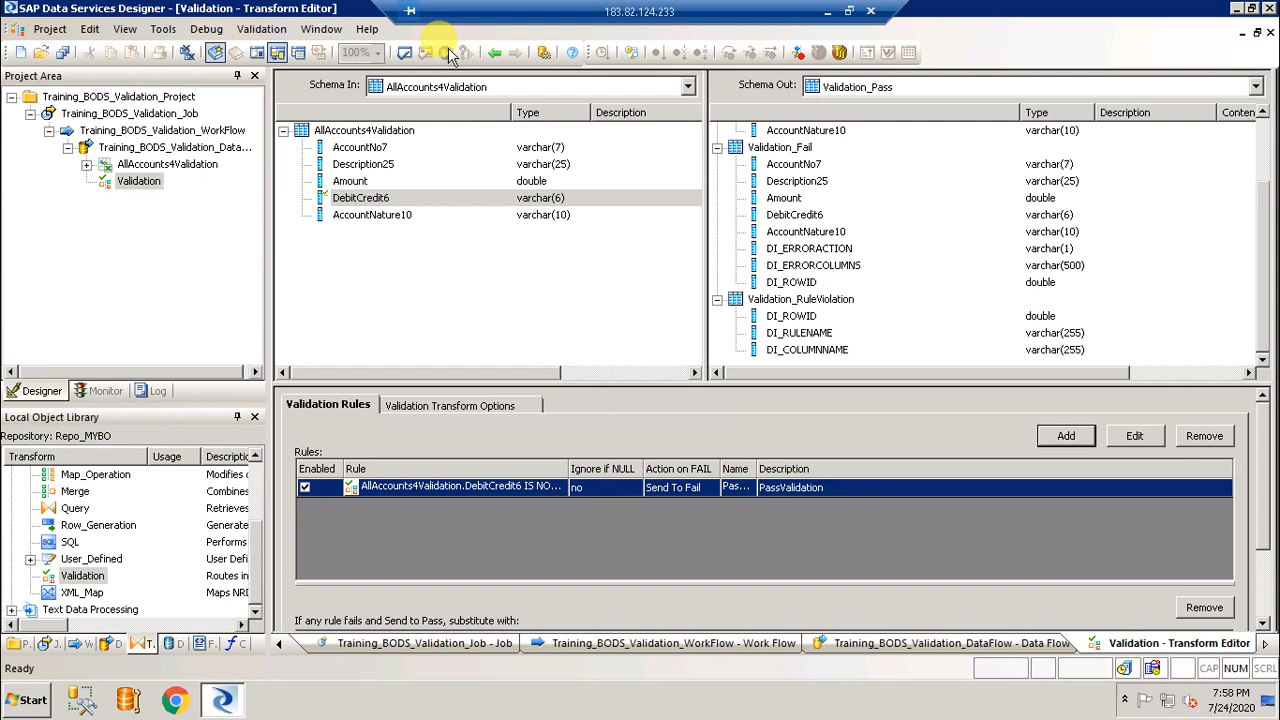 SAP Data Services Designer - [Validation - Transform Editor]
183.82.124.233
Project Edit View Tools Debug Validation Window Help
100%
Project Area
Training_BODS_Validation_Project
Training_BODS_Validation_Job
Training_BODS_Validation_WorkFlow
Training_BODS_Validation_Data...
AllAccounts4Validation
Validation
Designer Monitor Log
Local Object Library
Repository: Repo_MYBO
Transform Usage Descriptic
Map_Operation Modifies o
Merge Combines
Query Retrieves
Row_Generation Generate
SQL Performs
User_Defined User Defi
Validation Routes in
XML_Map Maps NRD
Text Data Processing
P. J. W D T. D F. C
Schema In: AllAccounts4Validation
Type Description
AllAccounts4Validation
AccountNo7 varchar(7)
Description25 varchar(25)
Amount double
DebitCredit6 varchar(6)
AccountNature10 varchar(10)
Schema Out: Validation_Pass
Type Description Conten
AccountNature10 varchar(10)
Validation_Fail
AccountNo7 varchar(7)
Description25 varchar(25)
Amount double
DebitCredit6 varchar(6)
AccountNature10 varchar(10)
DI_ERRORACTION varchar(1)
DI_ERRORCOLUMNS varchar(500)
DI_ROWID double
Validation_RuleViolation
DI_ROWID double
DI_RULENAME varchar(255)
DI_COLUMNNAME varchar(255)
Validation Rules Validation Transform Options
Add Edit Remove
Rules:
Enabled Rule Ignore if NULL Action on FAIL Name Description
AllAccounts4Validation.DebitCredit6 IS NO... no Send To Fail Pas... PassValidation
Remove
If any rule fails and Send to Pass, substitute with:
Training_BODS_Validation_Job - Job Training_BODS_Validation_WorkFlow - Work Flow Training_BODS_Validation_DataFlow - Data Flow Validation - Transform Editor
Ready
CAP NUM SCRL
Start
7:58 PM
7/24/2020